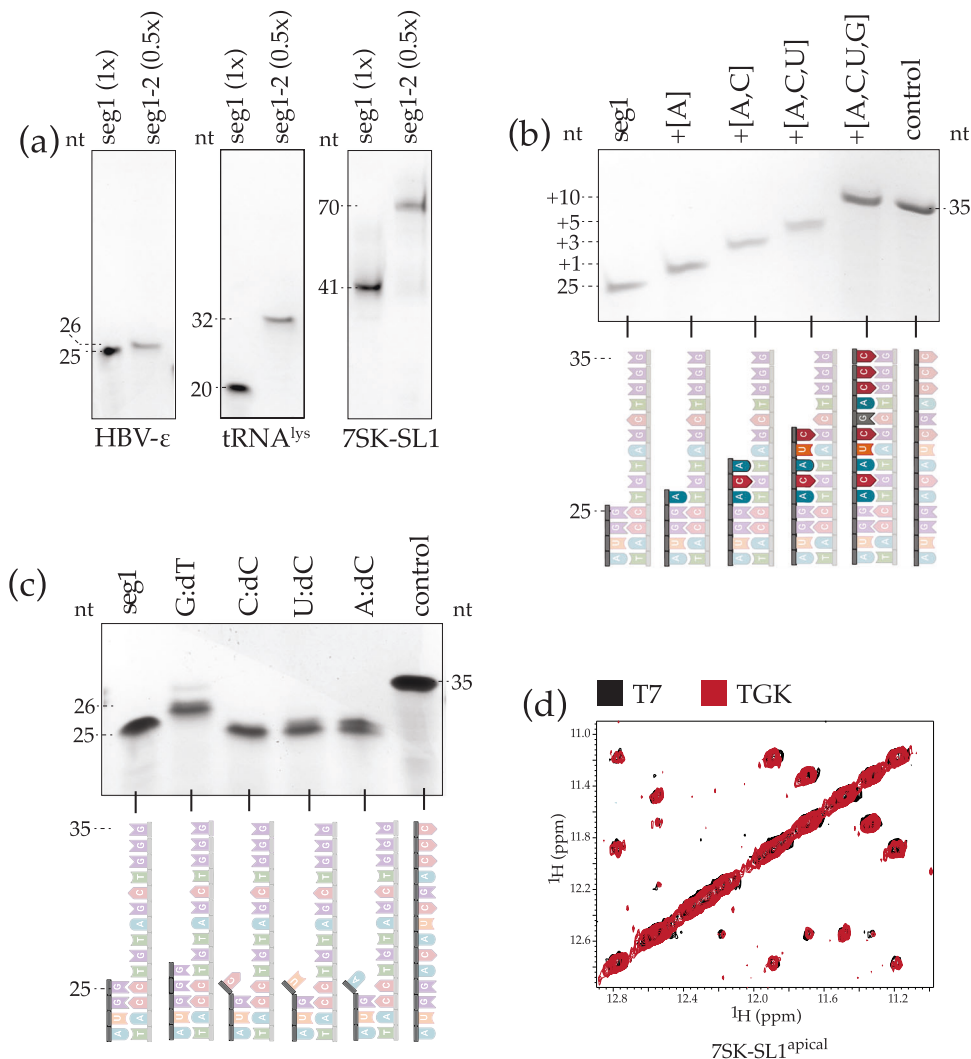 (a)
nt
seg1 (1x)
seg1-2 (0.5x)
26
25
HBV-ε
nt
seg1 (1x)
seg1-2 (0.5x)
32
20
tRNAˡʸˢ
nt
seg1 (1x)
seg1-2 (0.5x)
70
41
7SK-SL1
(b)
nt
seg1
+[A]
+[A,C]
+[A,C,U]
+[A,C,U,G]
control
nt
+10
+5
+3
+1
25
35
35
25
(c)
nt
seg1
G:dT
C:dC
U:dC
A:dC
control
nt
26
25
35
35
25
(d)
T7
TGK
11.0
11.4
11.8
12.2
12.6
¹H (ppm)
12.8
12.4
12.0
11.6
11.2
¹H (ppm)
7SK-SL1ᵃᵖⁱᶜᵃˡ